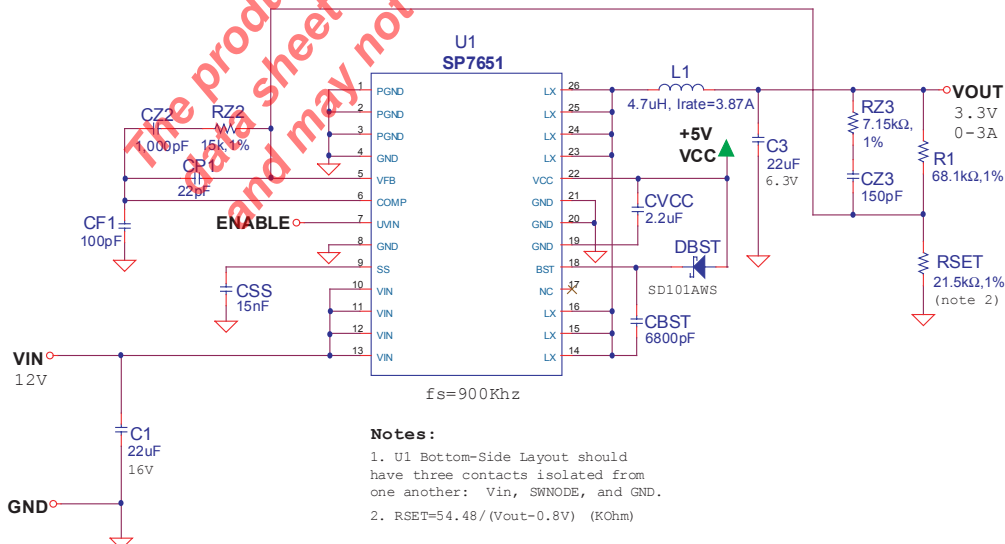 The produ
data sheet
and may not
U1
SP7651
1 PGND LX 26
2 PGND LX 25
3 PGND LX 24
4 GND LX 23
5 VFB VCC 22
6 COMP GND 21
7 UVIN GND 20
8 GND GND 19
9 SS BST 18
10 VIN NC 17
11 VIN LX 16
12 VIN LX 15
13 VIN LX 14
fs=900Khz
CZ2
1,000pF
RZ2
15k,1%
CP1
22pF
CF1
100pF
ENABLE
CSS
15nF
VIN
12V
C1
22uF
16V
GND
L1
4.7uH, Irate=3.87A
+5V
VCC
CVCC
2.2uF
DBST
SD101AWS
CBST
6800pF
C3
22uF
6.3V
RZ3
7.15kΩ,
1%
CZ3
150pF
VOUT
3.3V
0-3A
R1
68.1kΩ,1%
RSET
21.5kΩ,1%
(note 2)
Notes:
1. U1 Bottom-Side Layout should
have three contacts isolated from
one another: Vin, SWNODE, and GND.
2. RSET=54.48/(Vout-0.8V) (KOhm)